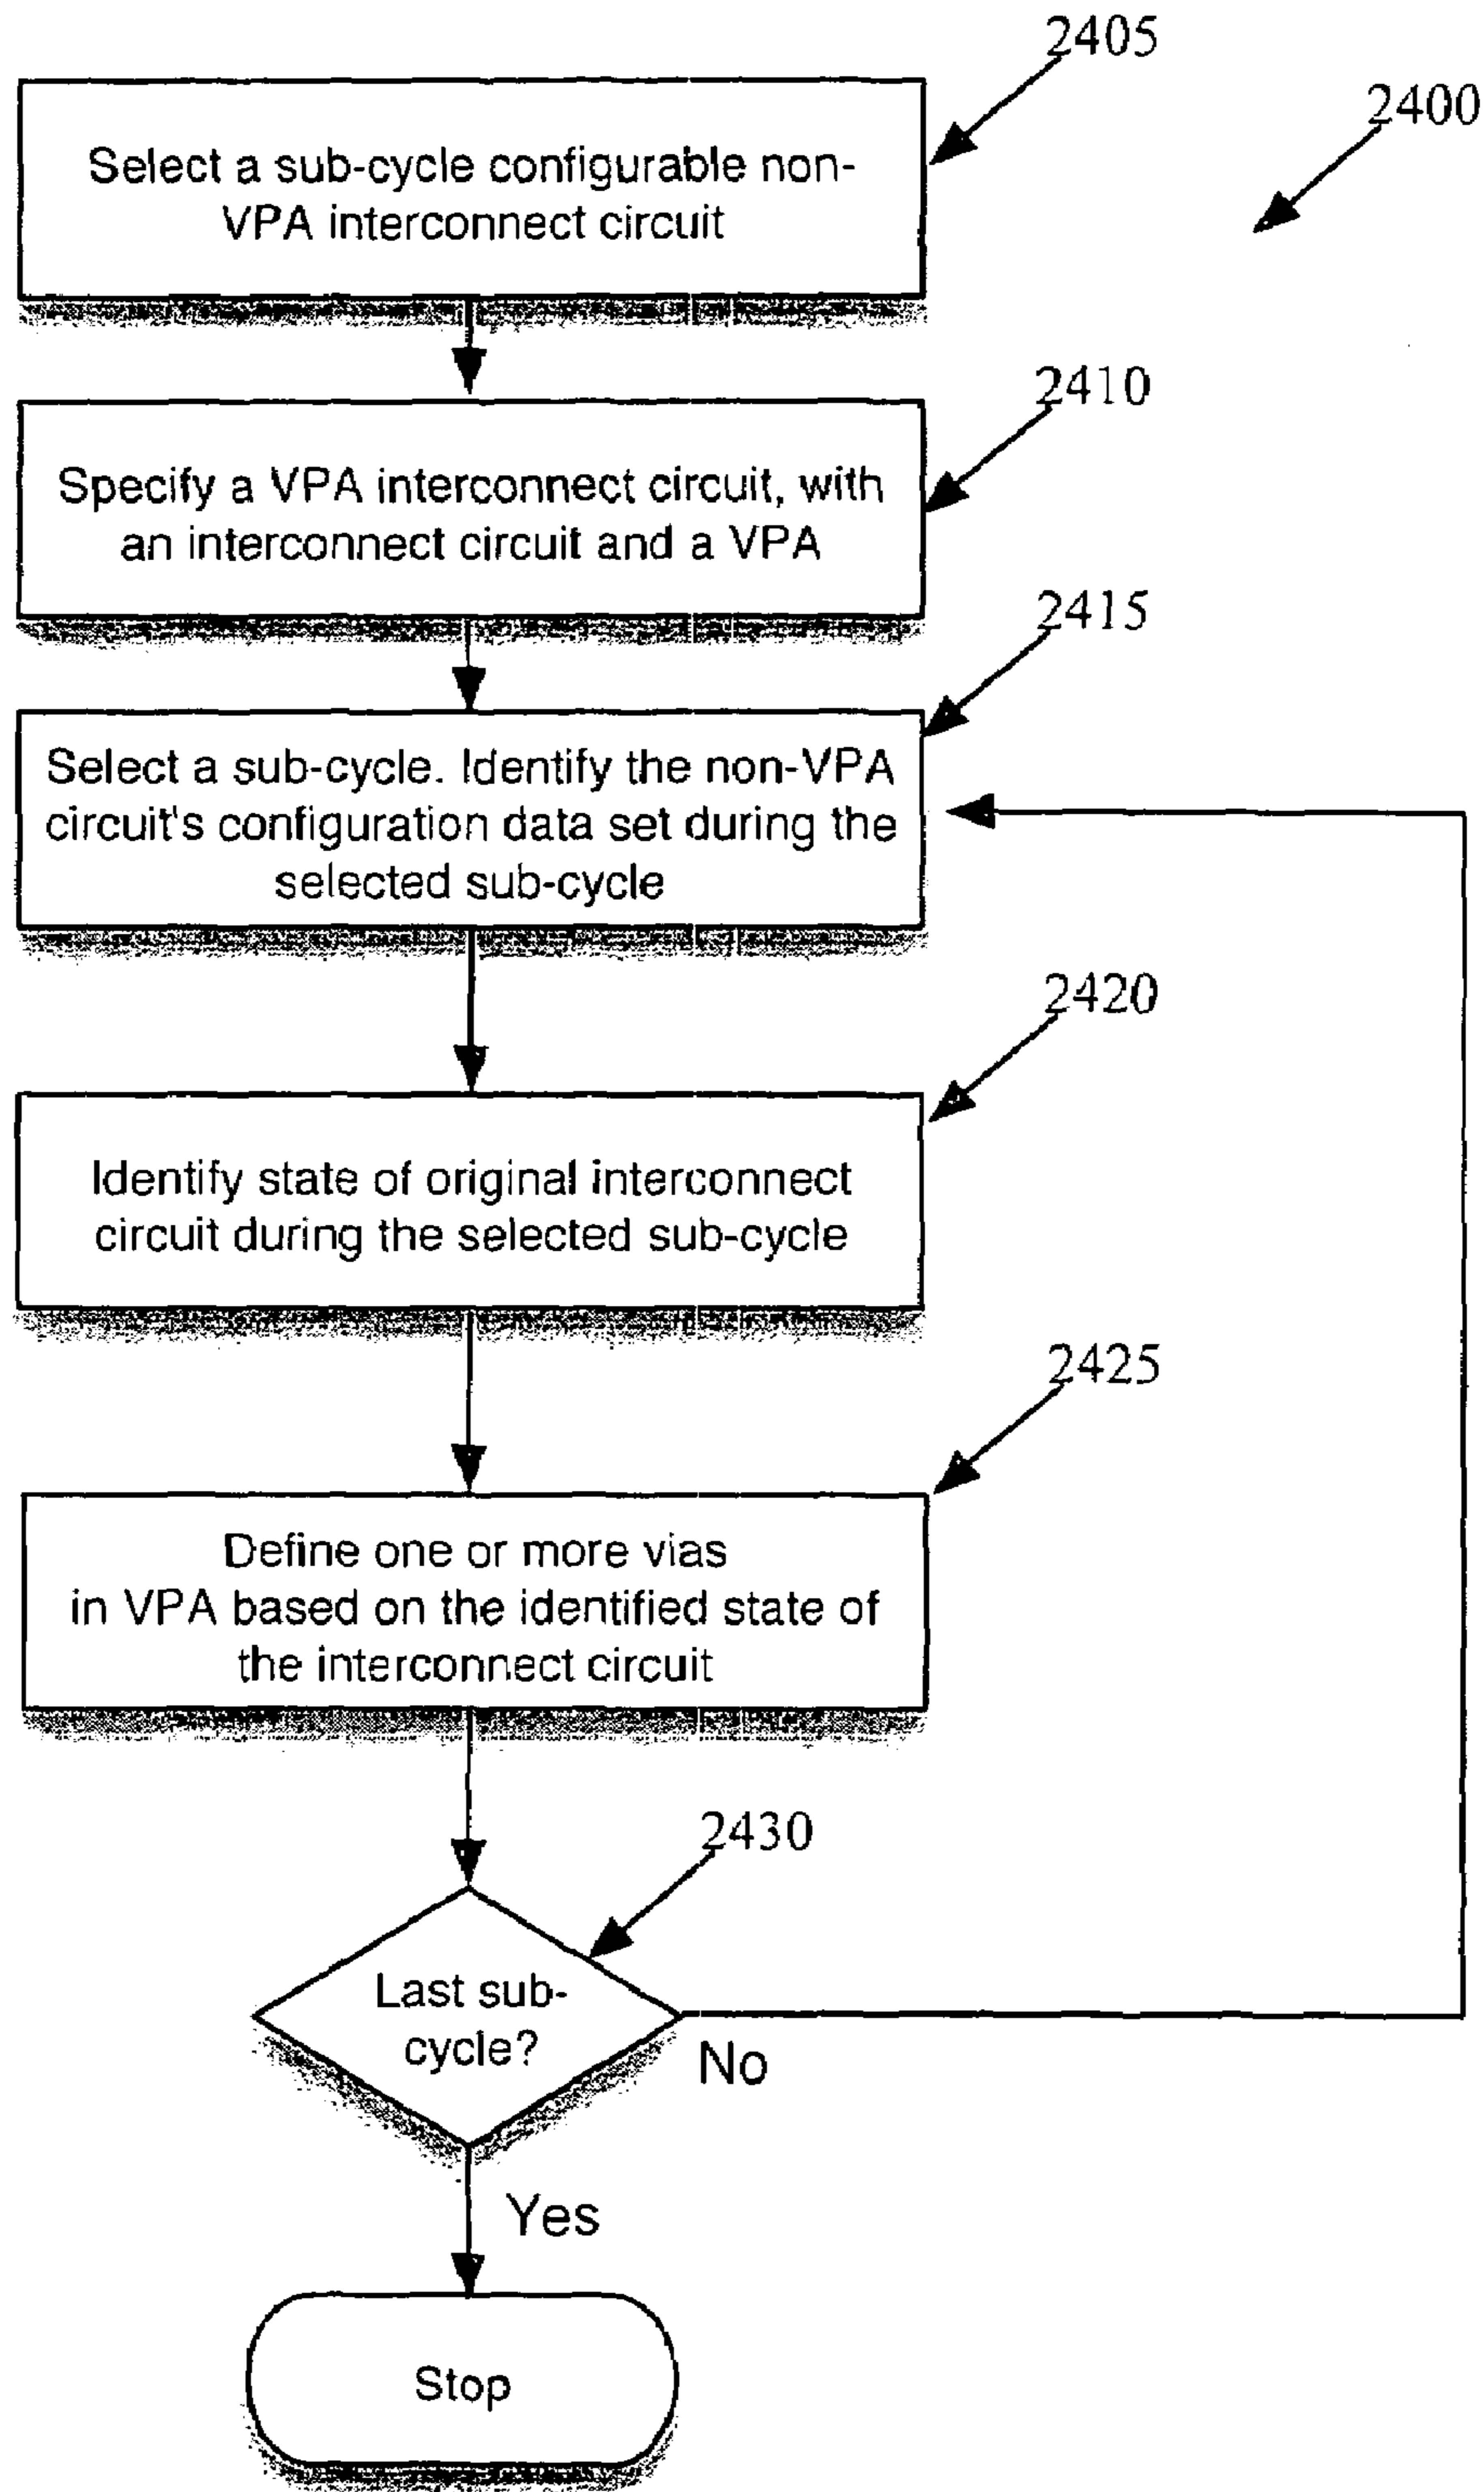 2405
2400
Select a sub-cycle configurable non-
VPA interconnect circuit
2410
Specify a VPA interconnect circuit, with
an interconnect circuit and a VPA
2415
Select a sub-cycle. Identify the non-VPA
circuit's configuration data set during the
selected sub-cycle
2420
Identify state of original interconnect
circuit during the selected sub-cycle
2425
Define one or more vias
in VPA based on the identified state of
the interconnect circuit
2430
Last sub-
cycle?
No
Yes
Stop